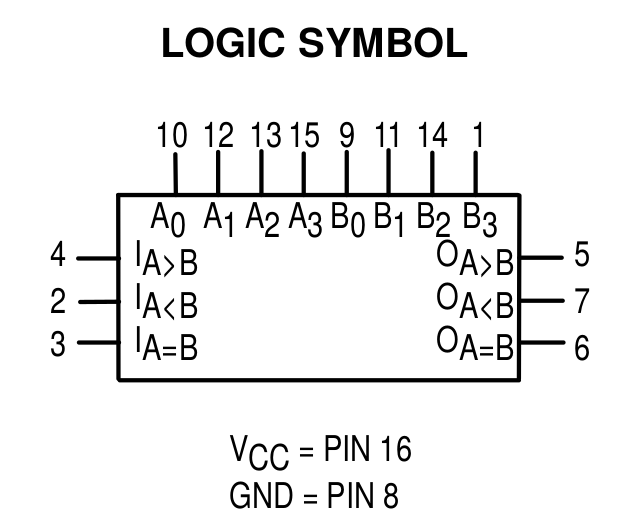 LOGIC SYMBOL
10 12 13 15 9 11 14 1
A0 A1 A2 A3 B0 B1 B2 B3
4 IA>B OA>B 5
2 IA<B OA<B 7
3 IA=B OA=B 6
VCC = PIN 16
GND = PIN 8